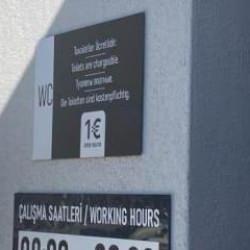 Tuvaletler Ücretlidir.
Toilets are chargeable
Туалеты платные.
Die Toiletten sind kostenpflichtig.
WC
1€
ÇALIŞMA SAATLERİ / WORKING HOURS